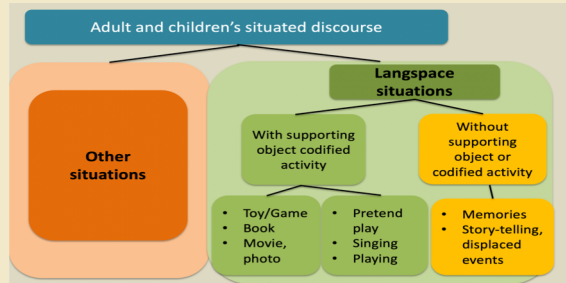 Adult and children's situated discourse
Langspace
situations
Other
situations
With supporting
object codified
activity
Without
supporting
object or
codified activity
• Toy/Game
• Book
• Movie,
photo
• Pretend
play
• Singing
• Playing
• Memories
• Story-telling,
displaced
events